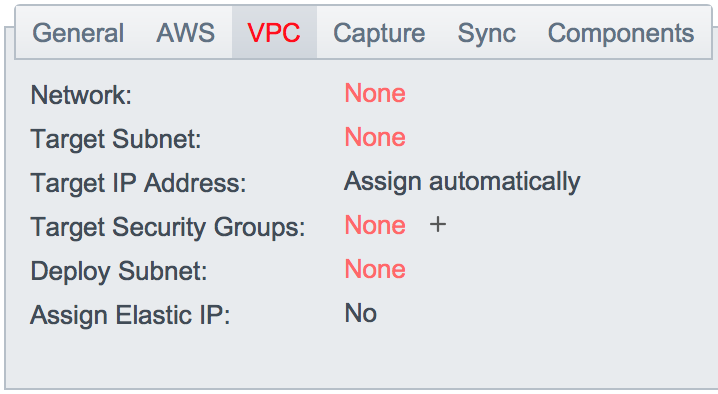 General AWS VPC Capture Sync Components
Network: None
Target Subnet: None
Target IP Address: Assign automatically
Target Security Groups: None +
Deploy Subnet: None
Assign Elastic IP: No